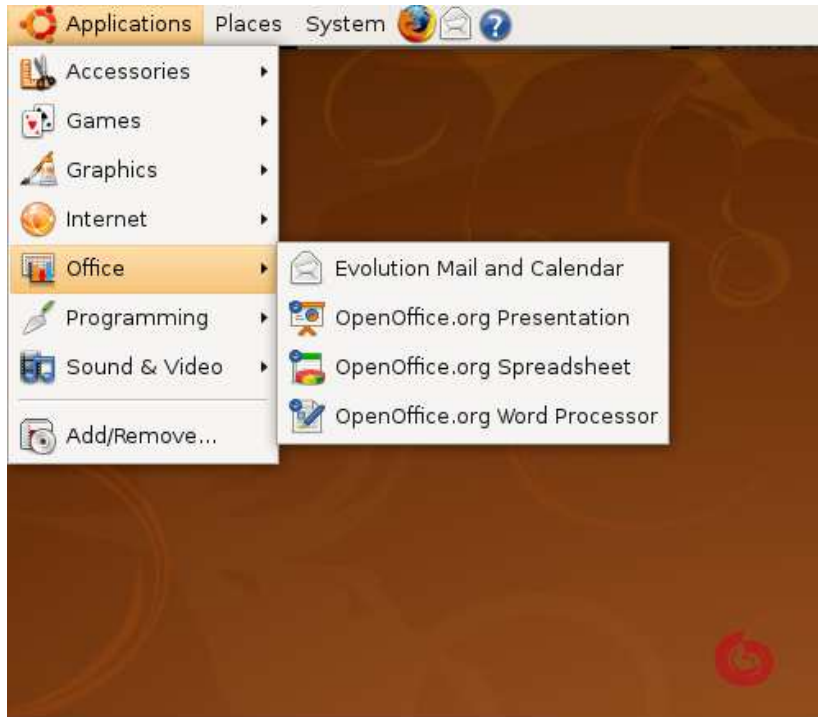 Applications Places System
Accessories
Games
Graphics
Internet
Office
Evolution Mail and Calendar
Programming
OpenOffice.org Presentation
Sound & Video
OpenOffice.org Spreadsheet
OpenOffice.org Word Processor
Add/Remove...